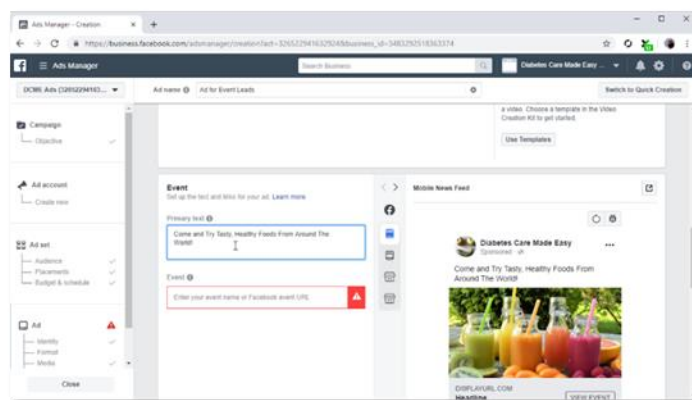 Ads Manager - Creation
https://business.facebook.com/adsmanager/creation?act=
Ads Manager
Search Business
Diabetes Care Made Easy ...
DCME Ads
Ad name
Ad for Event Leads
Switch to Quick Creation
Campaign
Objective
Ad account
Create new
Ad set
Audience
Placements
Budget & schedule
Ad
Identity
Format
Media
Close
a video. Choose a template in the Video
Creation Kit to get started.
Use Templates
Event
Set up the text and links for your ad. Learn more
Primary text
Come and Try Tasty, Healthy Foods From Around The
World!
Event
Enter your event name or Facebook event URL
Mobile News Feed
Diabetes Care Made Easy
Sponsored
Come and Try Tasty, Healthy Foods From
Around The World!
DISPLAYURL.COM
Headline
VIEW EVENT